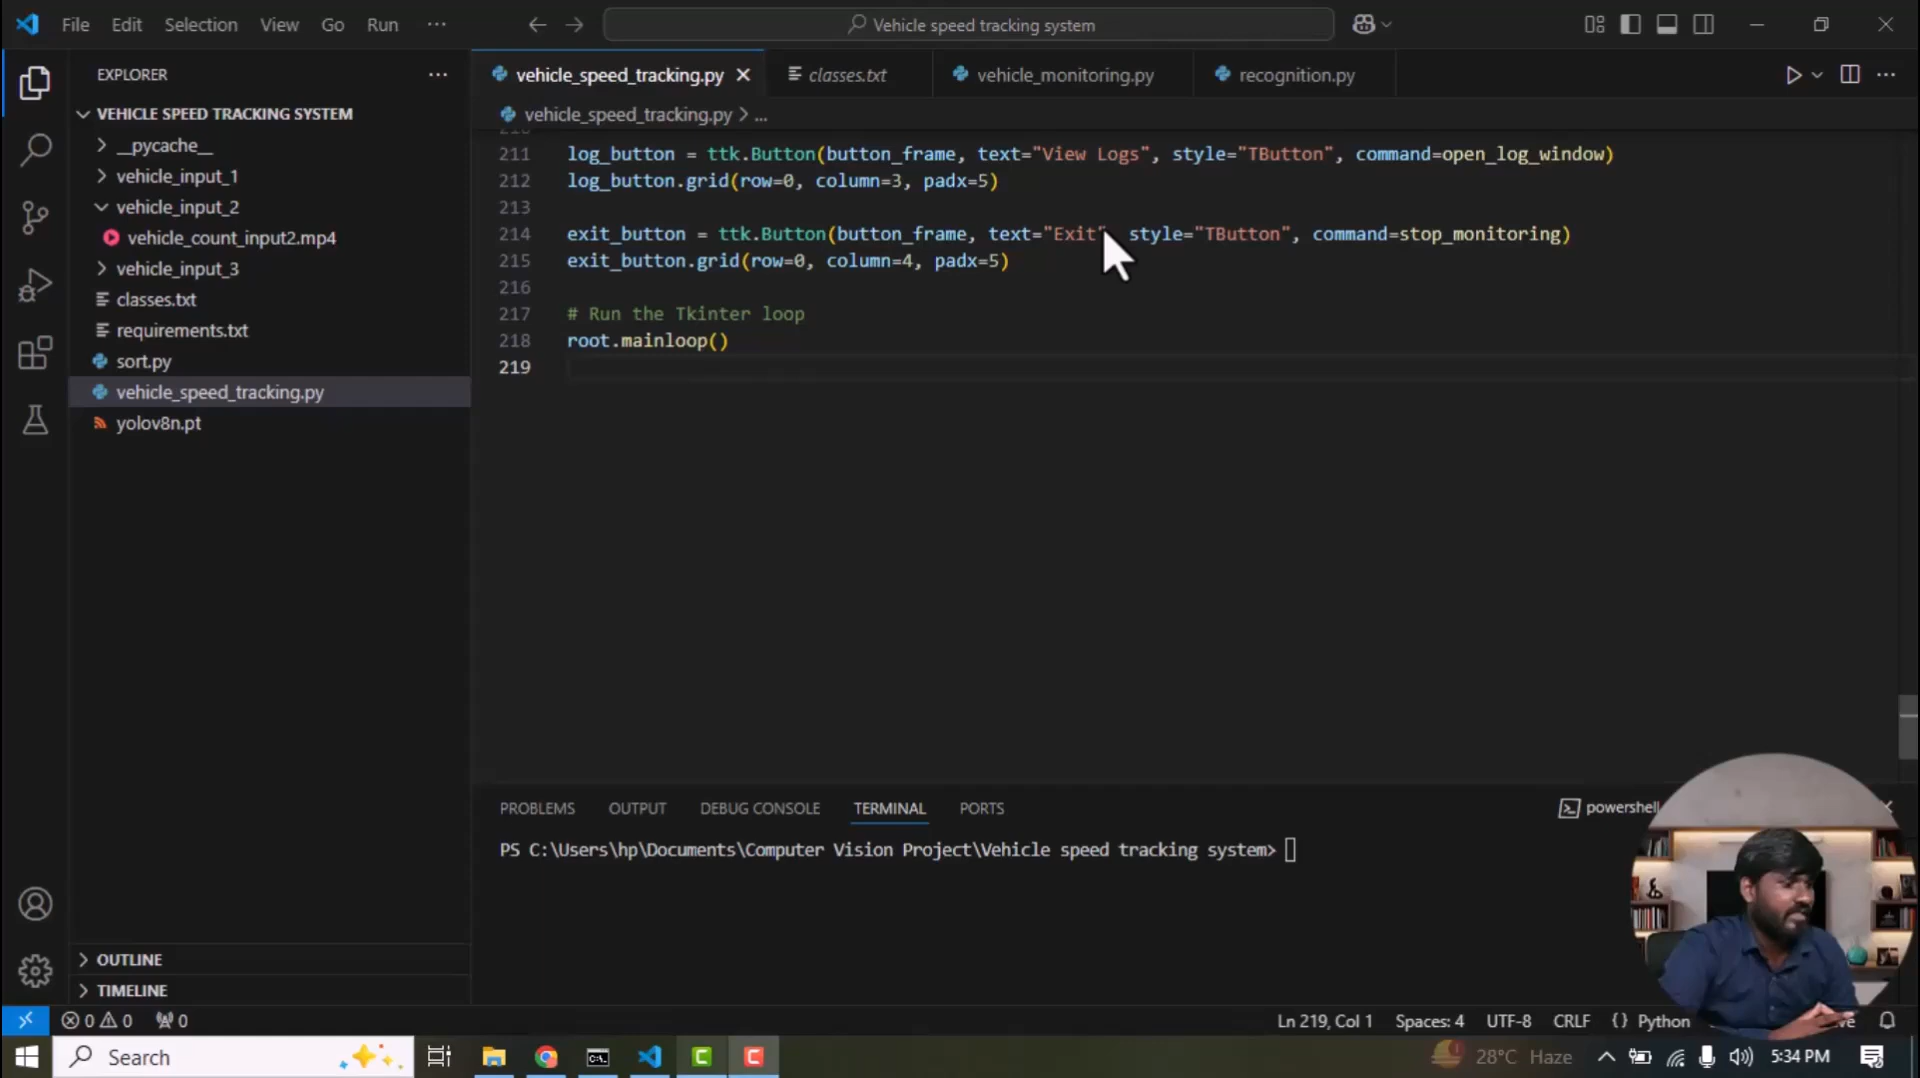 File Edit Selection View Go Run ···
Vehicle speed tracking system
EXPLORER
VEHICLE SPEED TRACKING SYSTEM
__pycache__
vehicle_input_1
vehicle_input_2
vehicle_count_input2.mp4
vehicle_input_3
classes.txt
requirements.txt
sort.py
vehicle_speed_tracking.py
yolov8n.pt
OUTLINE
TIMELINE
vehicle_speed_tracking.py classes.txt vehicle_monitoring.py recognition.py
vehicle_speed_tracking.py > ...
211 log_button = ttk.Button(button_frame, text="View Logs", style="TButton", command=open_log_window)
212 log_button.grid(row=0, column=3, padx=5)
213
214 exit_button = ttk.Button(button_frame, text="Exit", style="TButton", command=stop_monitoring)
215 exit_button.grid(row=0, column=4, padx=5)
216
217 # Run the Tkinter loop
218 root.mainloop()
219
PROBLEMS OUTPUT DEBUG CONSOLE TERMINAL PORTS
powershell
PS C:\Users\hp\Documents\Computer Vision Project\Vehicle speed tracking system>
0 0 0
Ln 219, Col 1 Spaces: 4 UTF-8 CRLF {} Python
Search
28°C Haze
5:34 PM